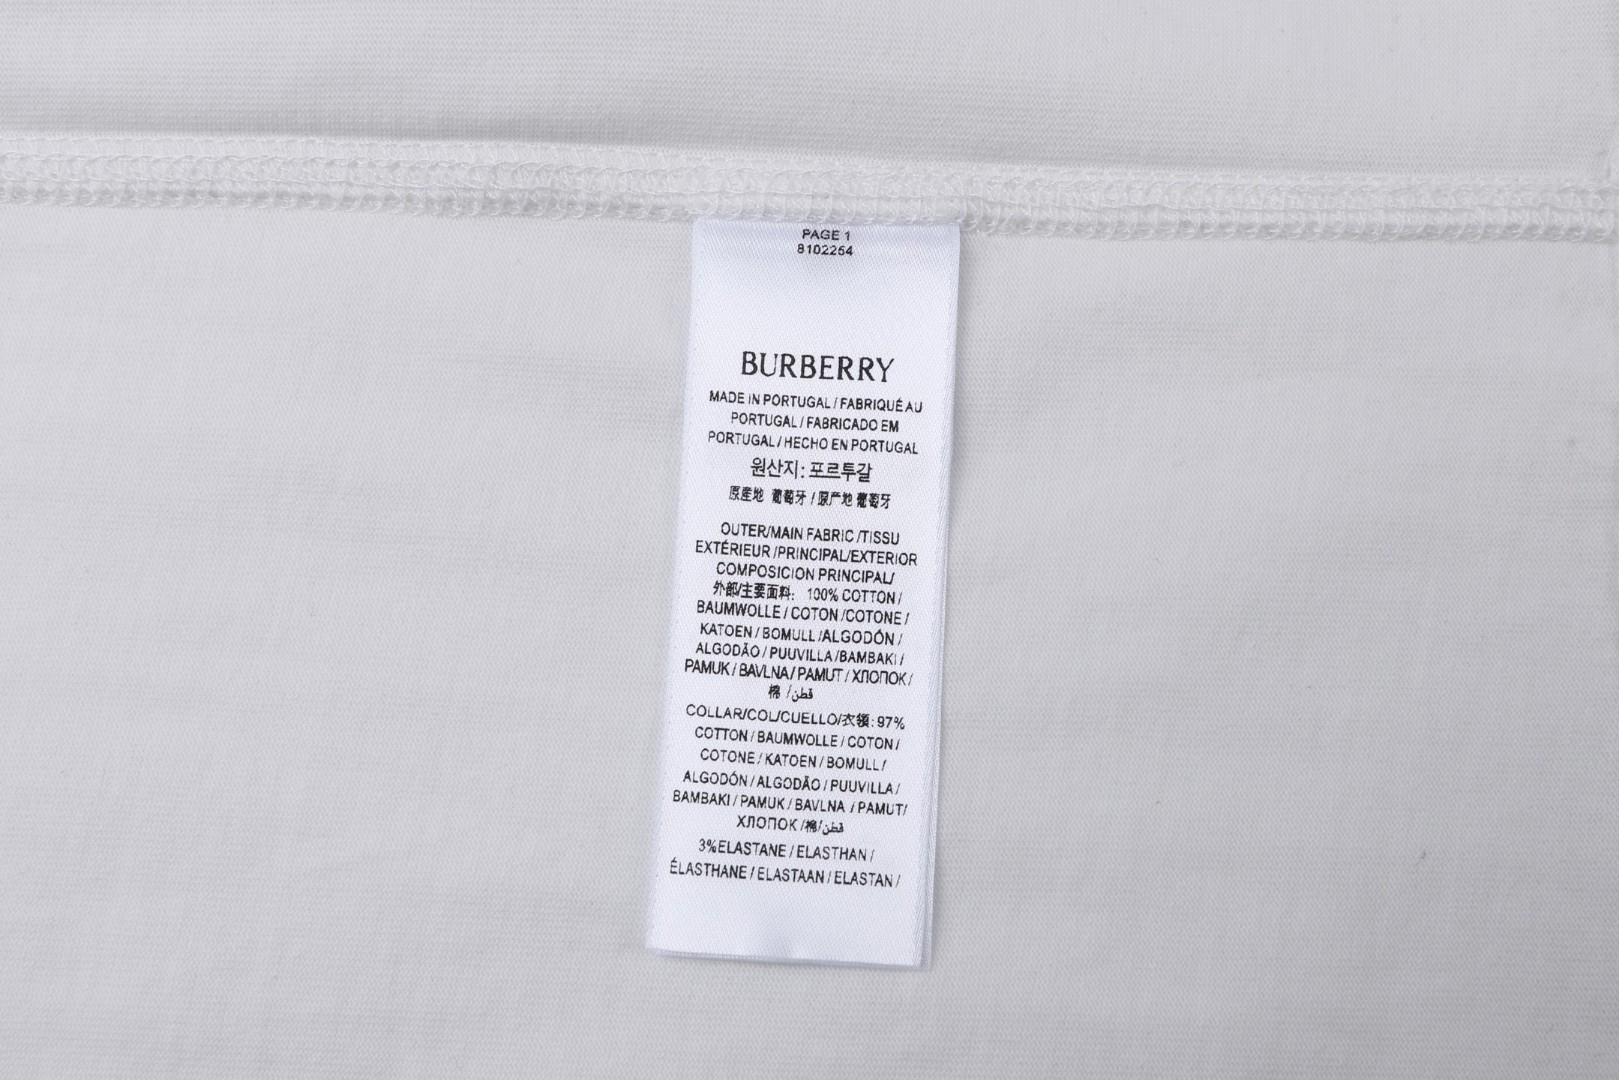 PAGE 1
8102254
BURBERRY
MADE IN PORTUGAL / FABRIQUÉ AU
PORTUGAL / FABRICADO EM
PORTUGAL / HECHO EN PORTUGAL
원산지: 포르투갈
原産地 葡萄牙 / 原产地 葡萄牙
OUTER/MAIN FABRIC /TISSU
EXTÉRIEUR /PRINCIPAL/EXTERIOR
COMPOSICION PRINCIPAL/
外部/主要面料: 100% COTTON /
BAUMWOLLE / COTON /COTONE /
KATOEN / BOMULL /ALGODÓN /
ALGODÃO / PUUVILLA /BAMBAKI /
PAMUK / BAVLNA / PAMUT / ХЛОПОК /
棉 / قطن
COLLAR/COL/CUELLO/衣領: 97%
COTTON / BAUMWOLLE / COTON /
COTONE / KATOEN / BOMULL /
ALGODÓN / ALGODÃO / PUUVILLA /
BAMBAKI / PAMUK / BAVLNA / PAMUT/
ХЛОПОК /棉/ قطن
3%ELASTANE / ELASTHAN /
ÉLASTHANE / ELASTAAN / ELASTAN /